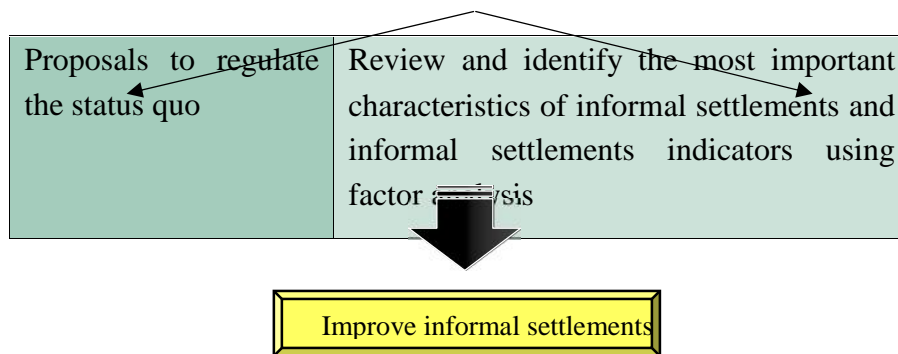 Proposals to regulate
the status quo
Review and identify the most important
characteristics of informal settlements and
informal settlements indicators using
factor analysis
Improve informal settlements